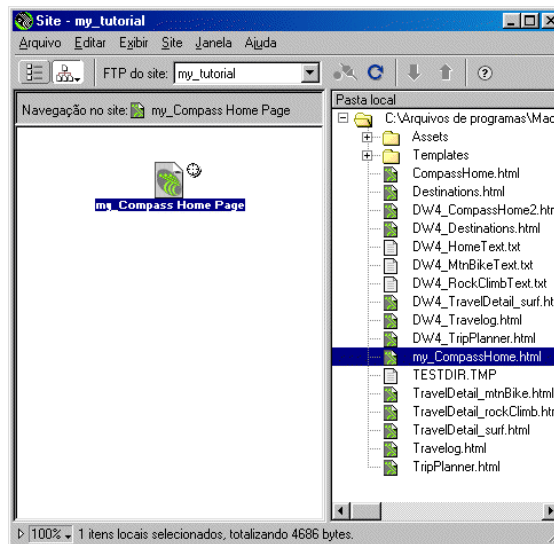 Site - my_tutorial
Arquivo Editar Exibir Site Janela Ajuda
FTP do site: my_tutorial
Navegação no site: my_Compass Home Page
my_Compass Home Page
Pasta local
C:\Arquivos de programas\Mac
Assets
Templates
CompassHome.html
Destinations.html
DW4_CompassHome2.htm
DW4_Destinations.html
DW4_HomeText.txt
DW4_MtnBikeText.txt
DW4_RockClimbText.txt
DW4_TravelDetail_surf.ht
DW4_Travelog.html
DW4_TripPlanner.html
my_CompassHome.html
TESTDIR.TMP
TravelDetail_mtnBike.html
TravelDetail_rockClimb.htm
TravelDetail_surf.html
Travelog.html
TripPlanner.html
100% 1 itens locais selecionados, totalizando 4686 bytes.